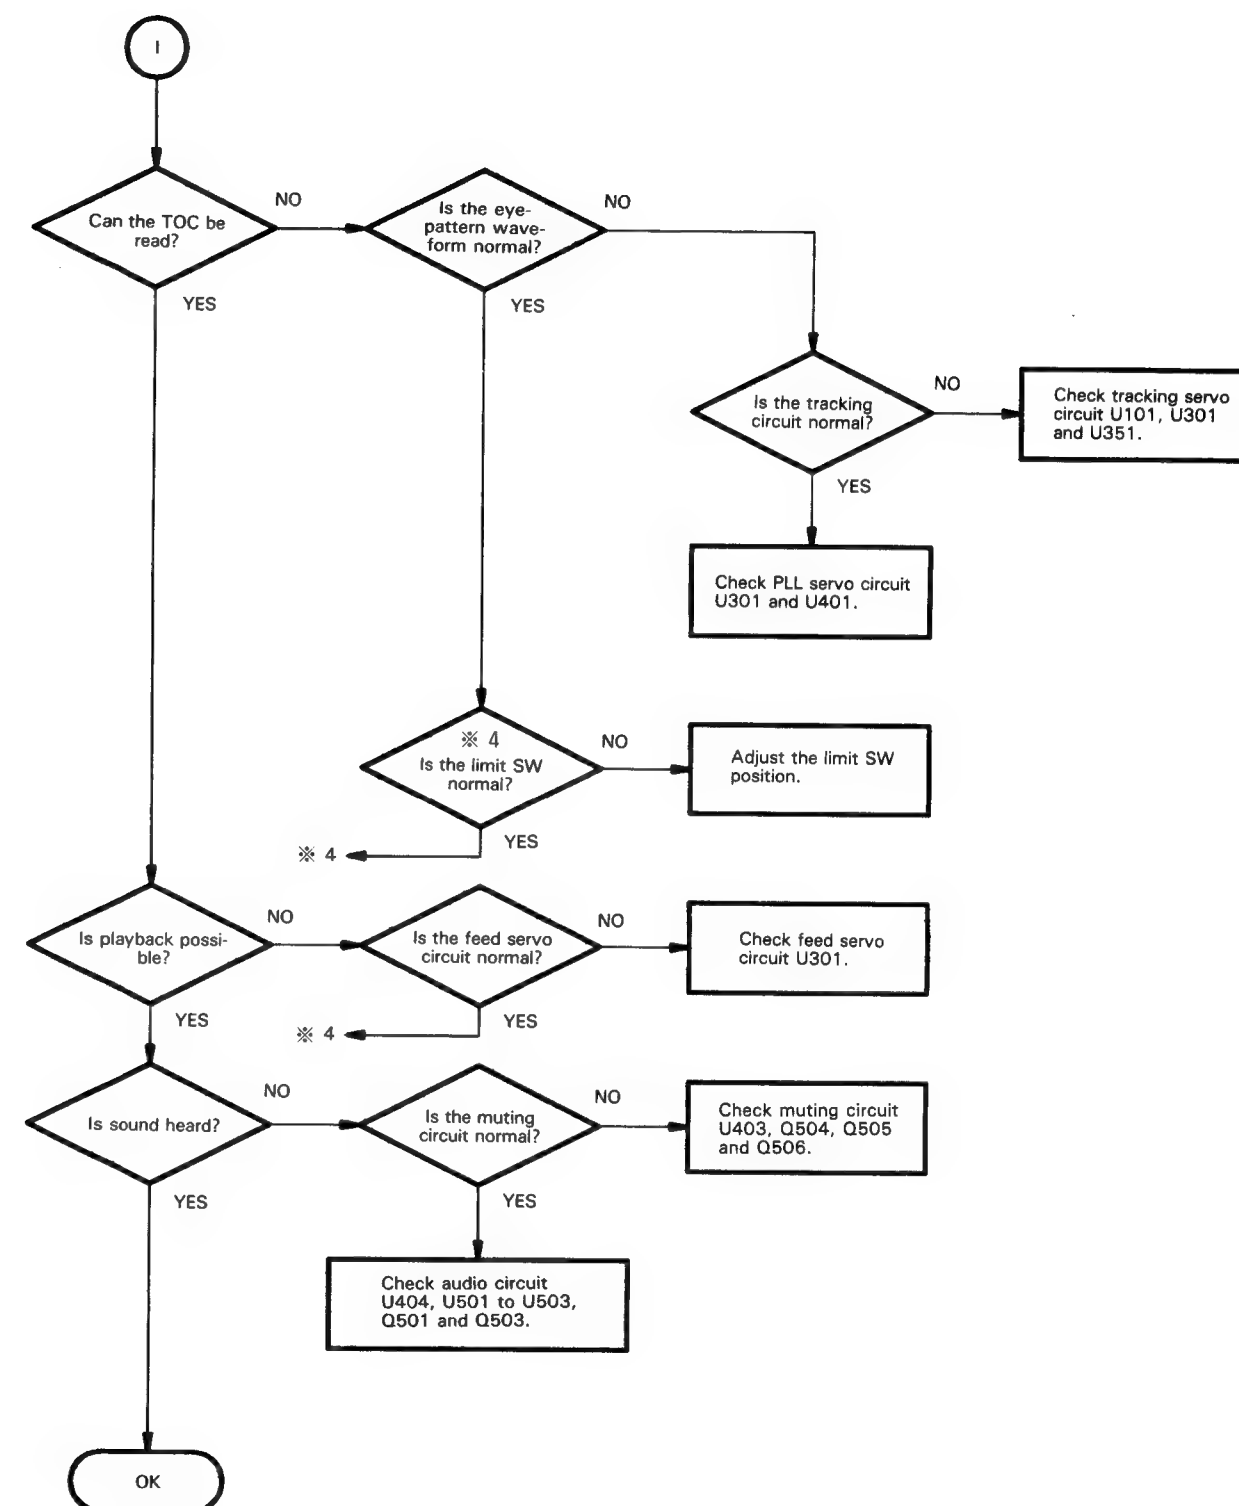 I
Can the TOC be
read?
NO
YES
Is the eye-
pattern wave-
form normal?
NO
YES
Is the tracking
circuit normal?
NO
YES
Check tracking servo
circuit U101, U301
and U351.
Check PLL servo circuit
U301 and U401.
※ 4
Is the limit SW
normal?
NO
YES
※ 4
Adjust the limit SW
position.
Is playback possi-
ble?
NO
YES
Is the feed servo
circuit normal?
NO
YES
※ 4
Check feed servo
circuit U301.
Is sound heard?
NO
YES
Is the muting
circuit normal?
NO
YES
Check muting circuit
U403, Q504, Q505
and Q506.
Check audio circuit
U404, U501 to U503,
Q501 and Q503.
OK